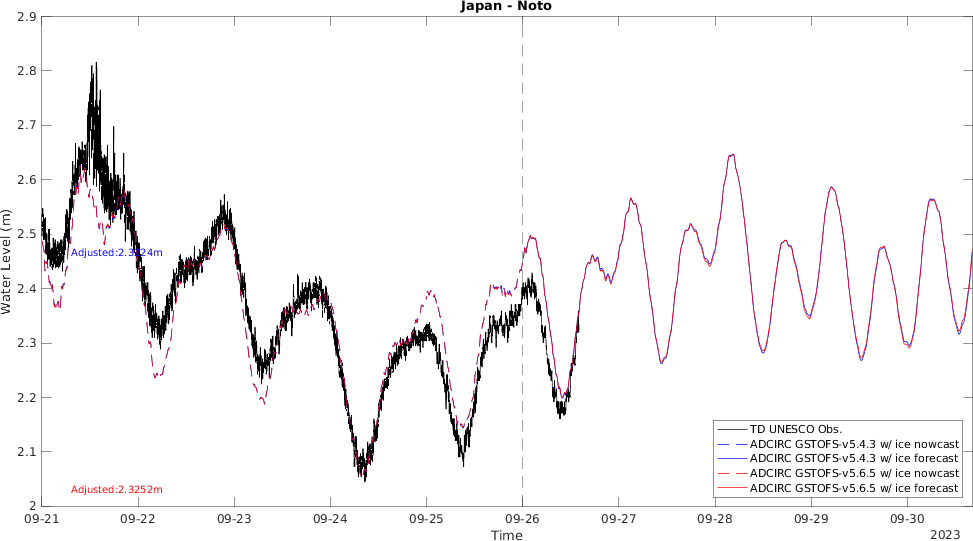 Japan - Noto
Water Level (m)
2.9
2.8
2.7
2.6
2.5
2.4
2.3
2.2
2.1
2
Adjusted:2.3224m
Adjusted:2.3252m
TD UNESCO Obs.
ADCIRC GSTOFS-v5.4.3 w/ ice nowcast
ADCIRC GSTOFS-v5.4.3 w/ ice forecast
ADCIRC GSTOFS-v5.6.5 w/ ice nowcast
ADCIRC GSTOFS-v5.6.5 w/ ice forecast
09-21 09-22 09-23 09-24 09-25 09-26 09-27 09-28 09-29 09-30
Time
2023